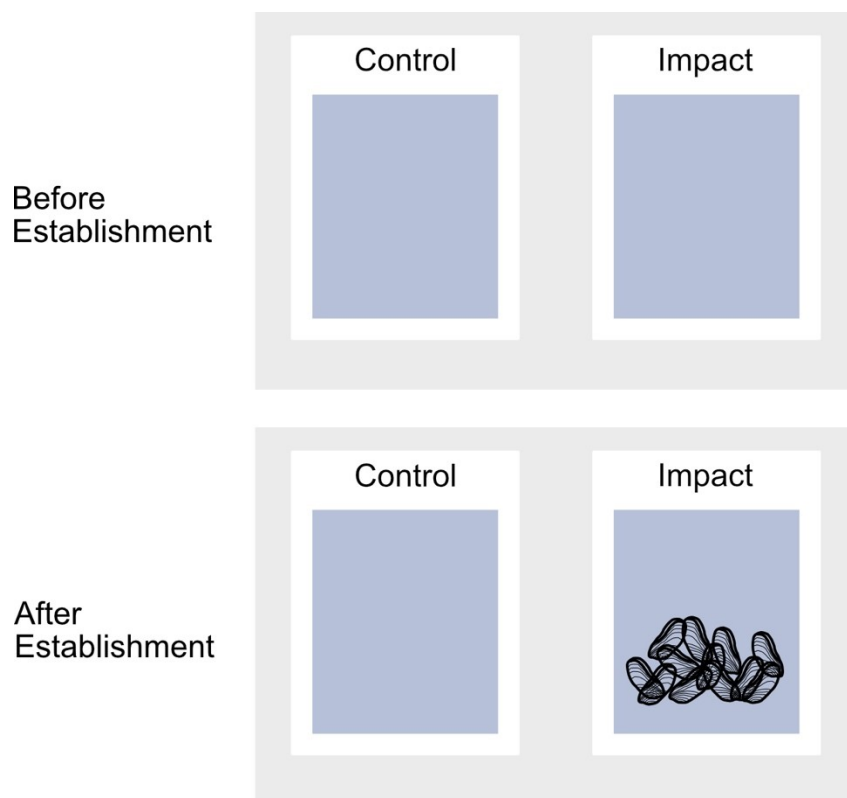 Control
Impact
Before
Establishment
Control
Impact
After
Establishment